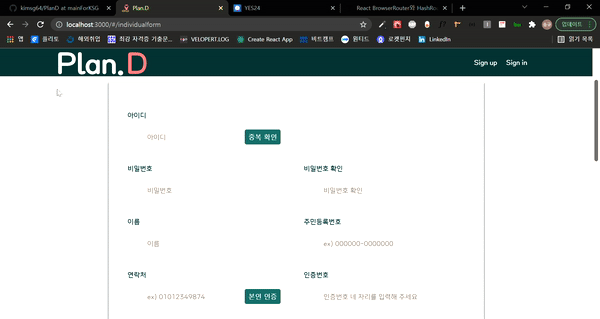 kimsg64/PlanD at mainForKSG
Plan.D
YES24
React BrowserRouter와 HashRo
localhost:3000/#/individualform
업데이트
앱
해외취업
최강 자격증 기출문...
VELOPERT.LOG
Create React App
비트캠프
원티드
로켓펀치
LinkedIn
읽기 목록
Plan.D
Sign up
Sign in
아이디
아이디
중복 확인
비밀번호
비밀번호 확인
비밀번호
비밀번호 확인
이름
주민등록번호
이름
ex) 000000-0000000
연락처
인증번호
ex) 01012349874
본인 인증
인증번호 네 자리를 입력해 주세요